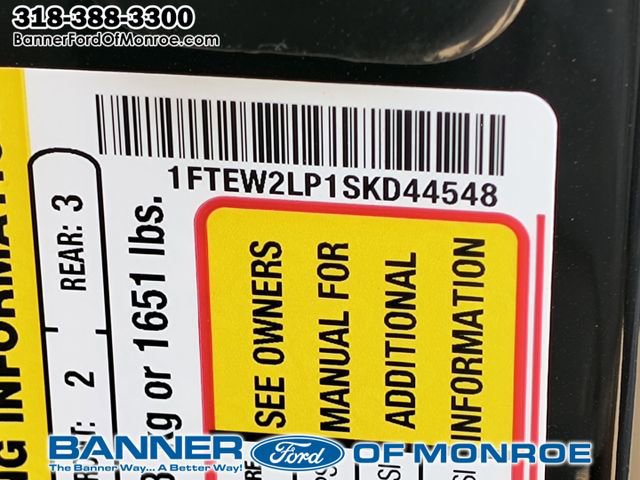 318-388-3300
BannerFordOfMonroe.com
1FTEW2LP1SKD44548
REAR: 3
2
kg or 1651 lbs.
SEE OWNERS
MANUAL FOR
ADDITIONAL
INFORMATION
BANNER Ford OF MONROE
The Banner Way... A Better Way!